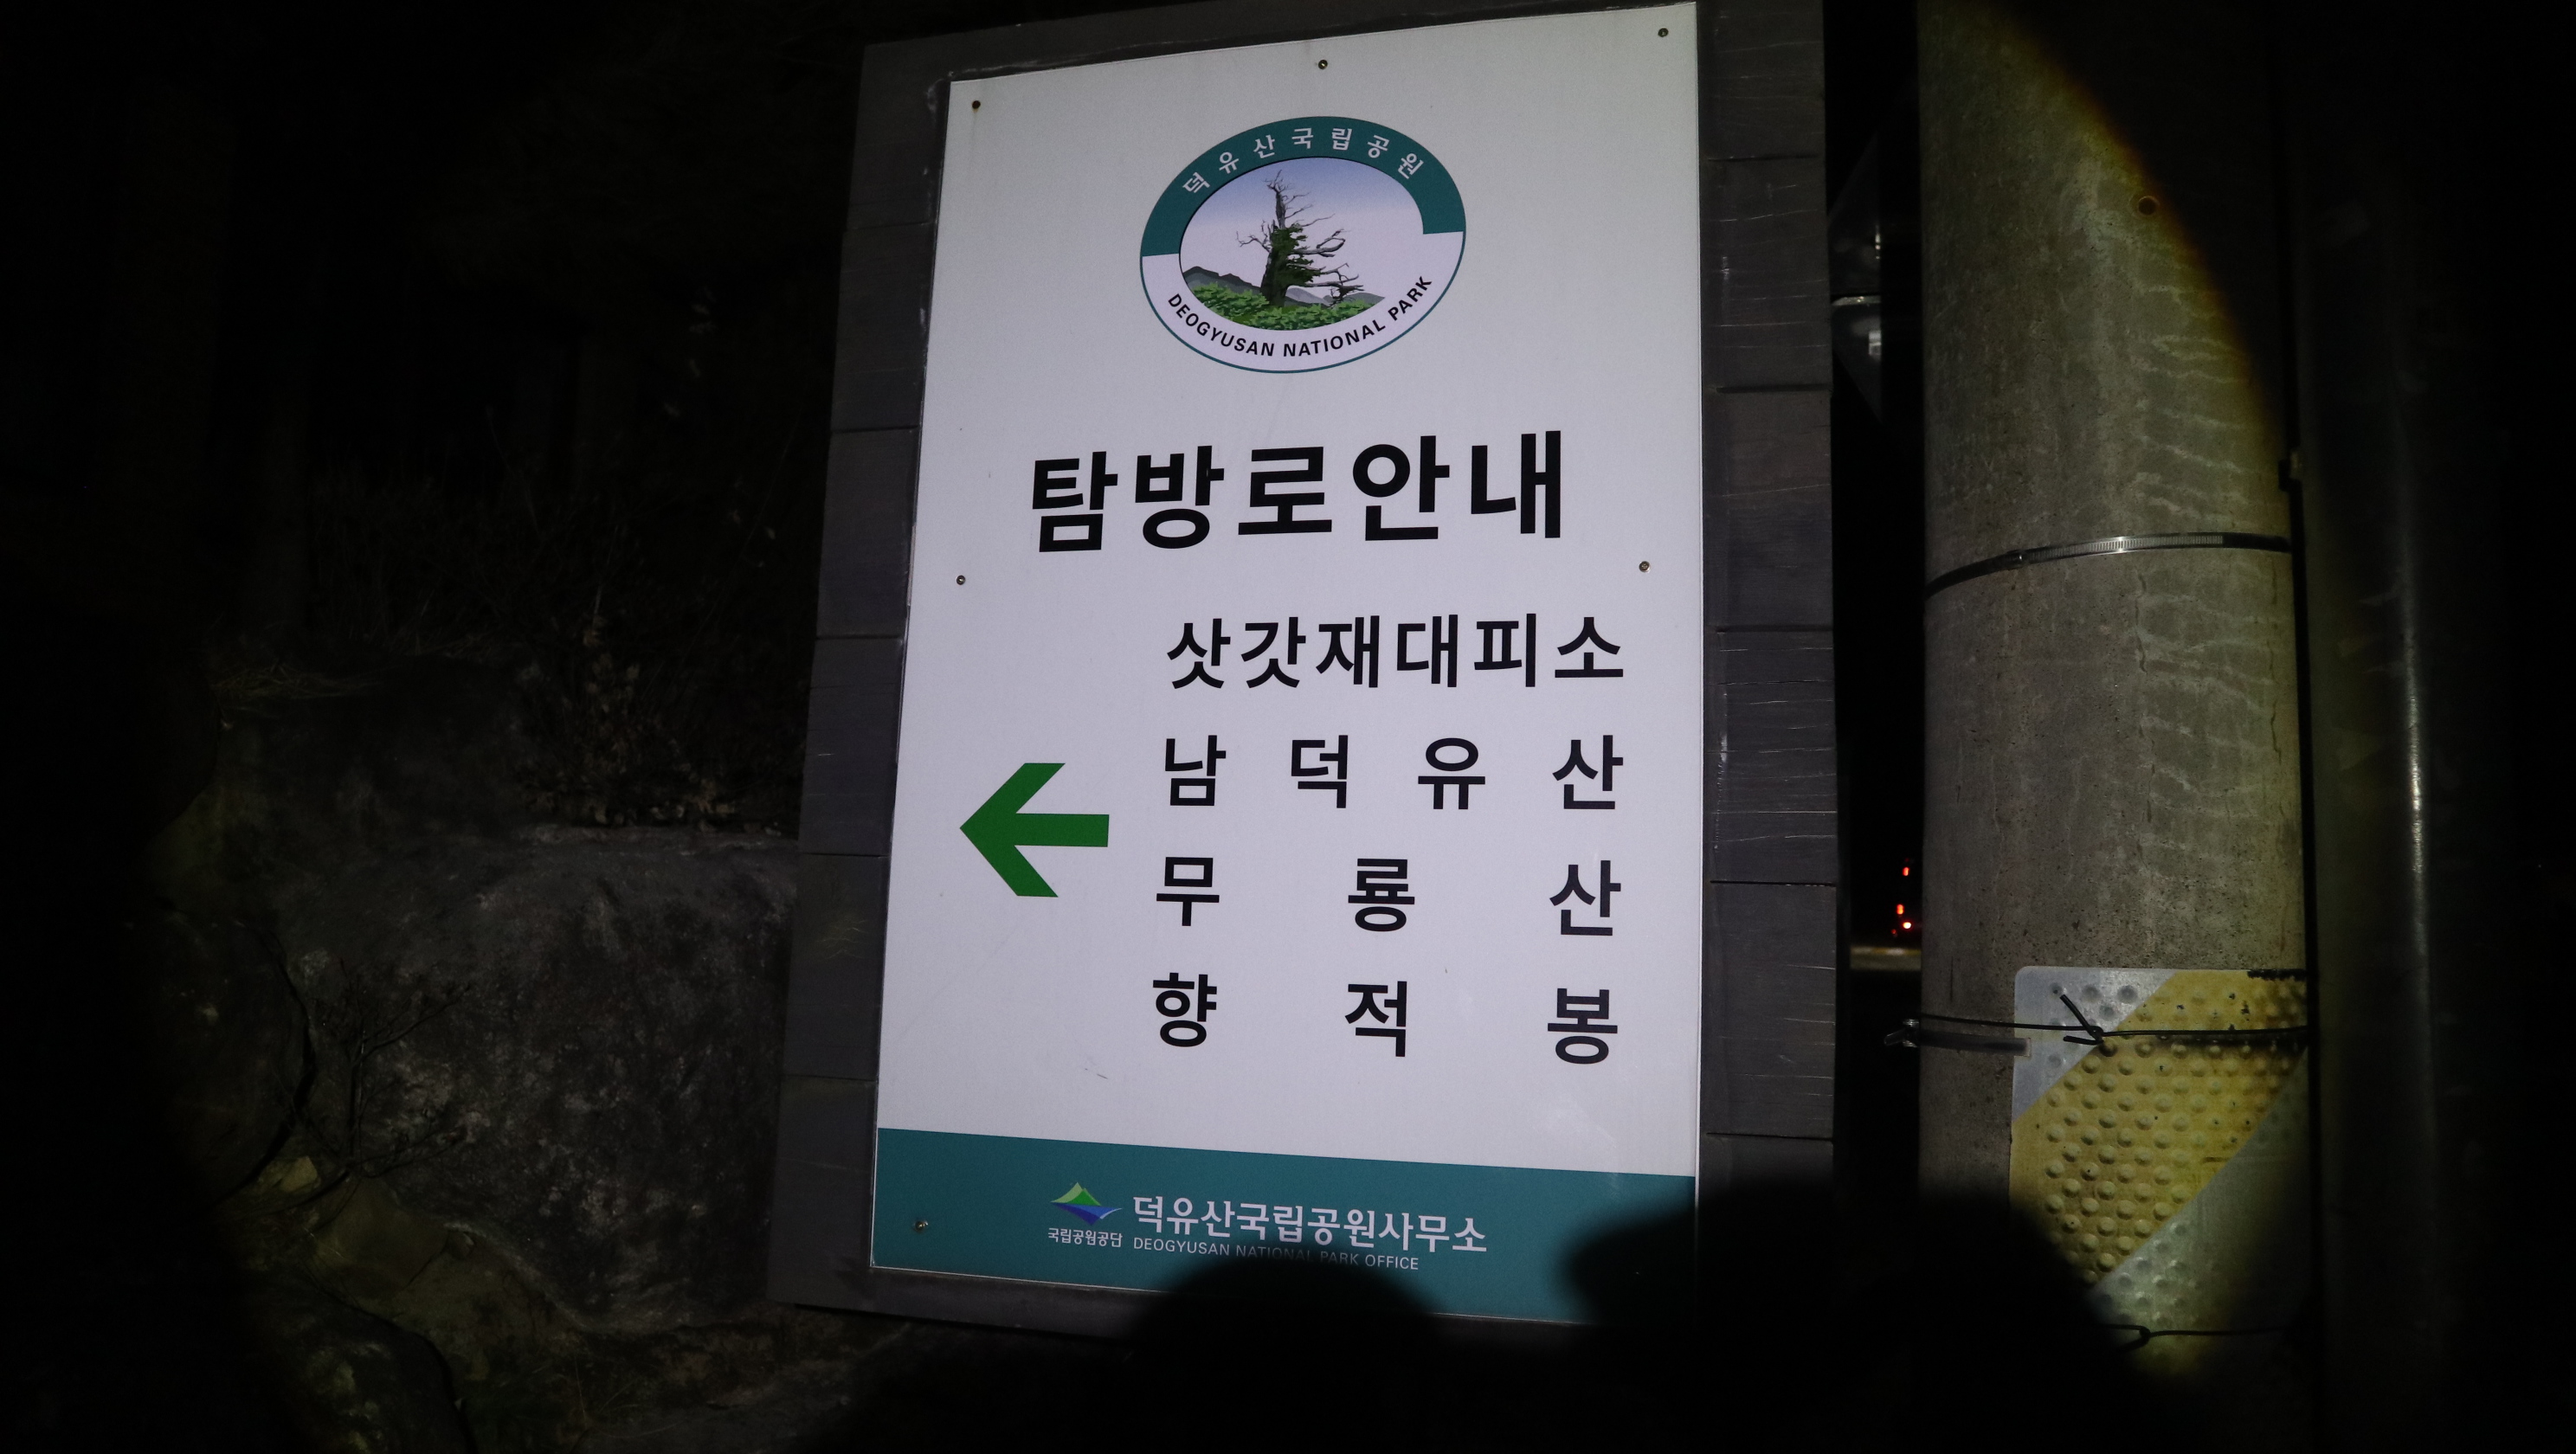 덕유산국립공원
DEOGYUSAN NATIONAL PARK
탐방로안내
삿갓재대피소
남덕유산
무룡산
향적봉
덕유산국립공원사무소
국립공원공단 DEOGYUSAN NATIONAL PARK OFFICE